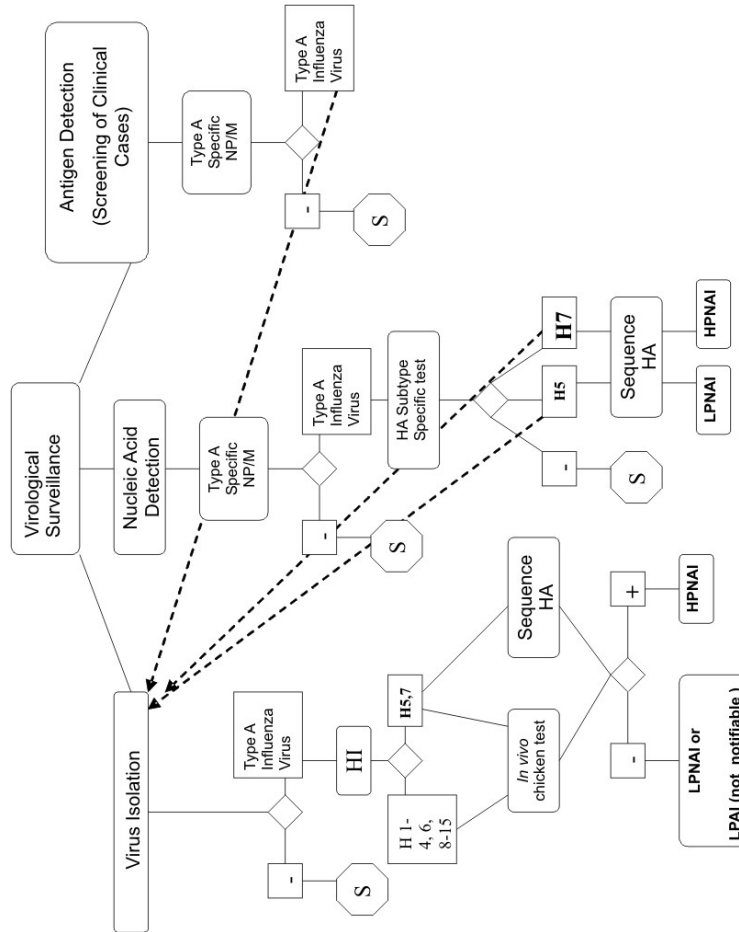 Virological
Surveillance
Virus Isolation
Nucleic Acid
Detection
Antigen Detection
(Screening of Clinical
Cases)
-
S
Type A
Influenza
Virus
HI
H 1-
4, 6,
8-15
H5,7
In vivo
chicken test
Sequence
HA
-
+
LPNAI or
LPAI (not notifiable )
HPNAI
Type A
Specific
NP/M
-
S
Type A
Influenza
Virus
HA Subtype
Specific test
-
S
H5
H7
Sequence
HA
LPNAI
HPNAI
Type A
Specific
NP/M
-
S
Type A
Influenza
Virus